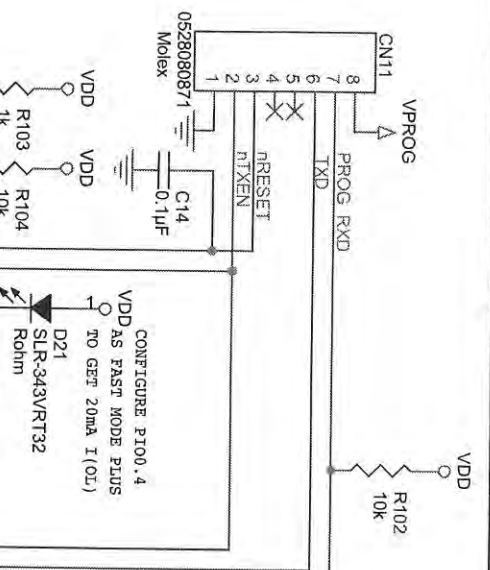 CN11
0528080871
Molex
8
7
6
5
4
3
2
1
VPROG
PROG RXD
TXD
nRESET
nTXEN
C14
0.1µF
VDD
R102
10k
VDD
R103
1k
VDD
R104
10k
VDD
1
D21
SLR-343VRT32
Rohm
CONFIGURE PIO0.4
AS FAST MODE PLUS
TO GET 20mA I(OL)